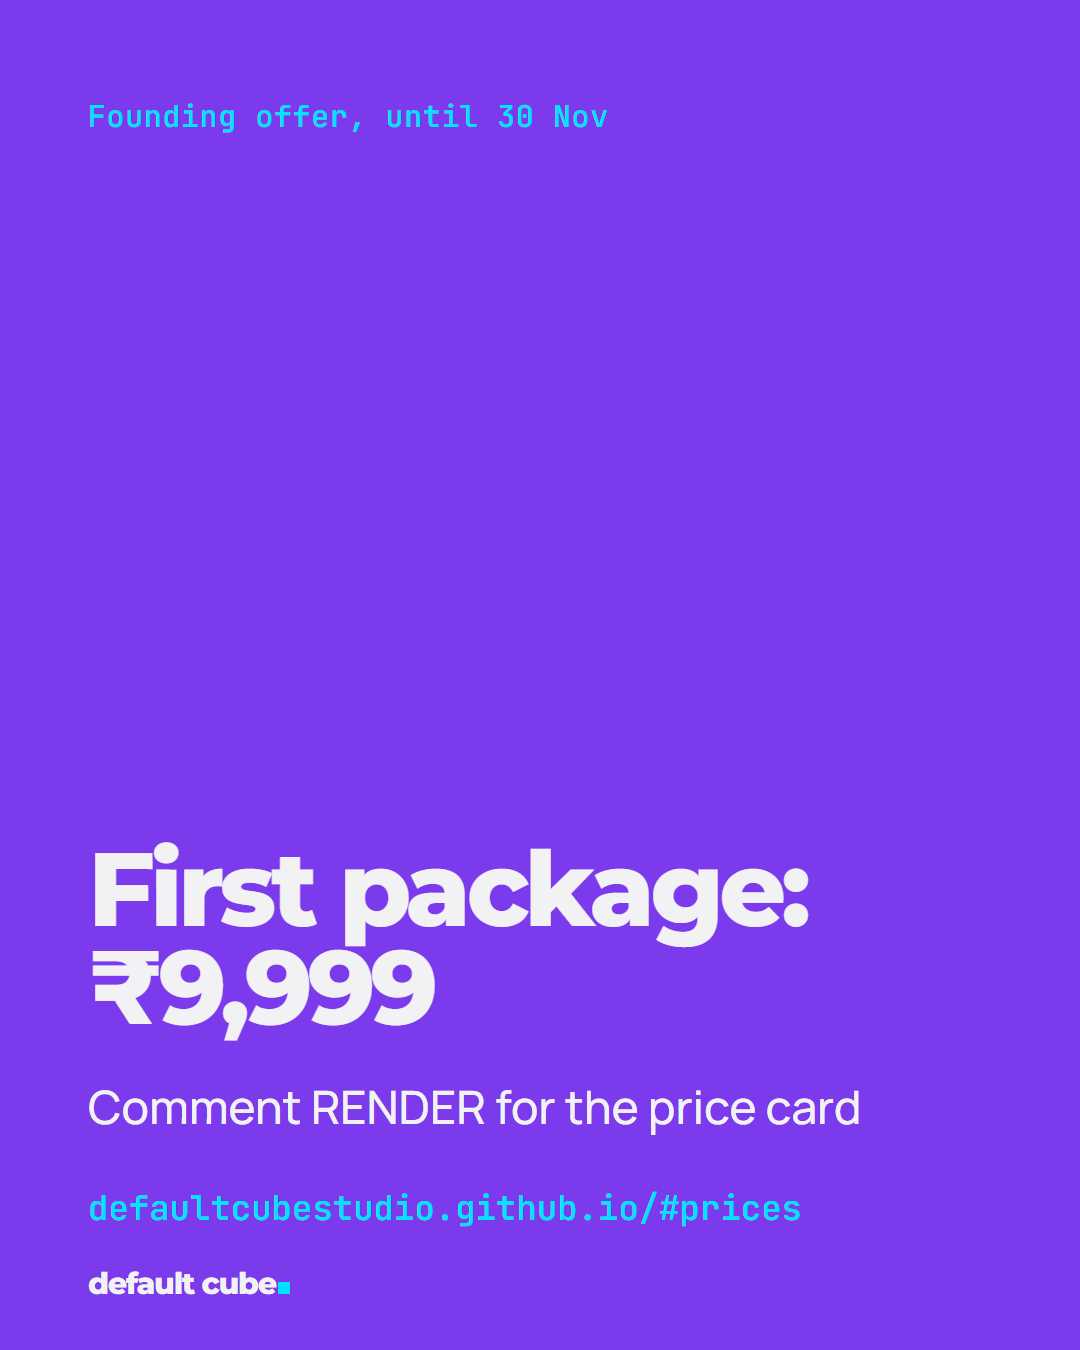 Founding offer, until 30 Nov
First package:
₹9,999
Comment RENDER for the price card
defaultcubestudio.github.io/#prices
default cube